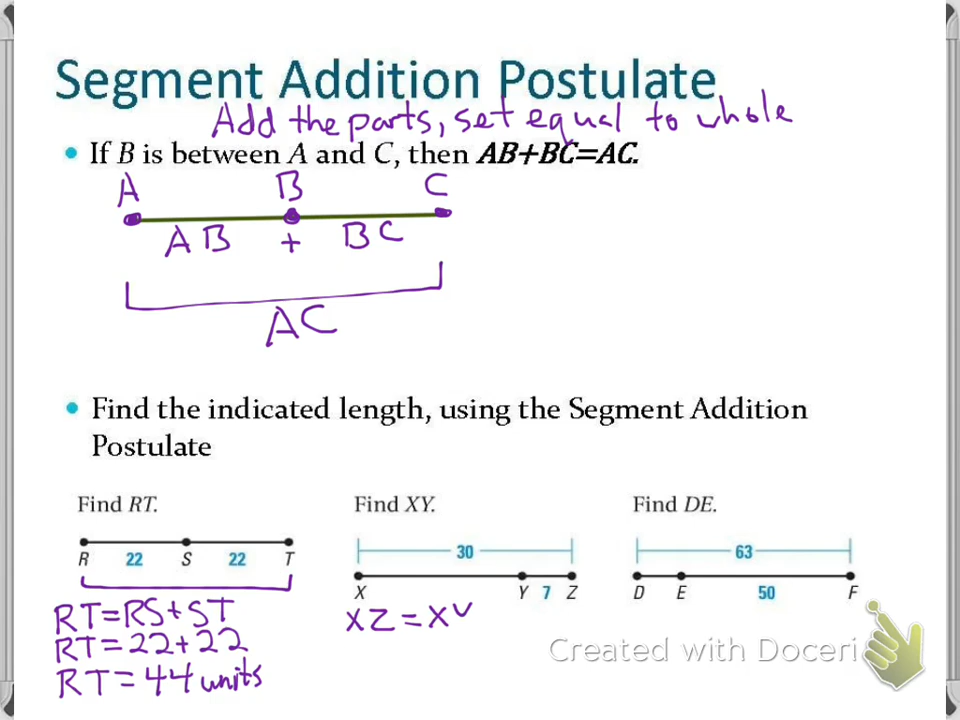 Segment Addition Postulate
Add the parts, set equal to whole
• If B is between A and C, then AB+BC=AC.
A B C
AB + BC
AC
• Find the indicated length, using the Segment Addition
Postulate
Find RT.
R 22 S 22 T
RT=RS+ST
RT=22+22
RT=44 units
Find XY.
30
X Y 7 Z
XZ=XY
Find DE.
63
D E 50 F
Created with Doceri